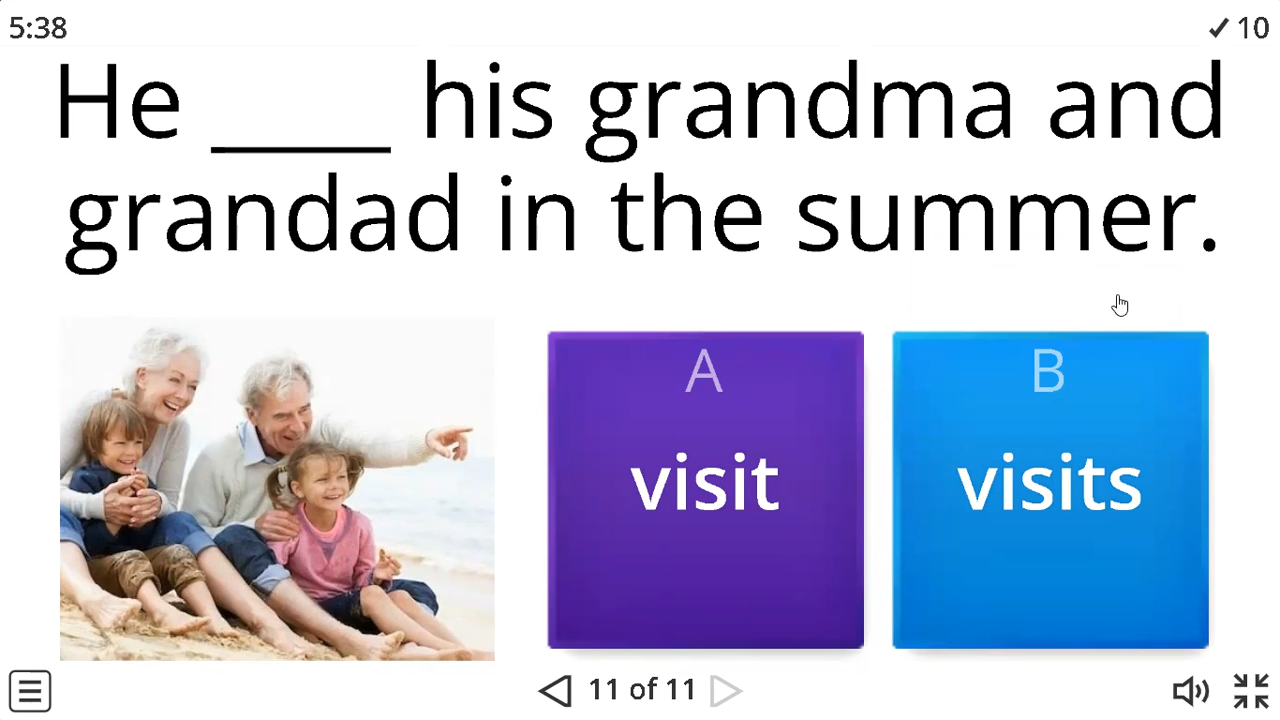 5:38
✓ 10
He _____ his grandma and
grandad in the summer.
A
visit
B
visits
11 of 11